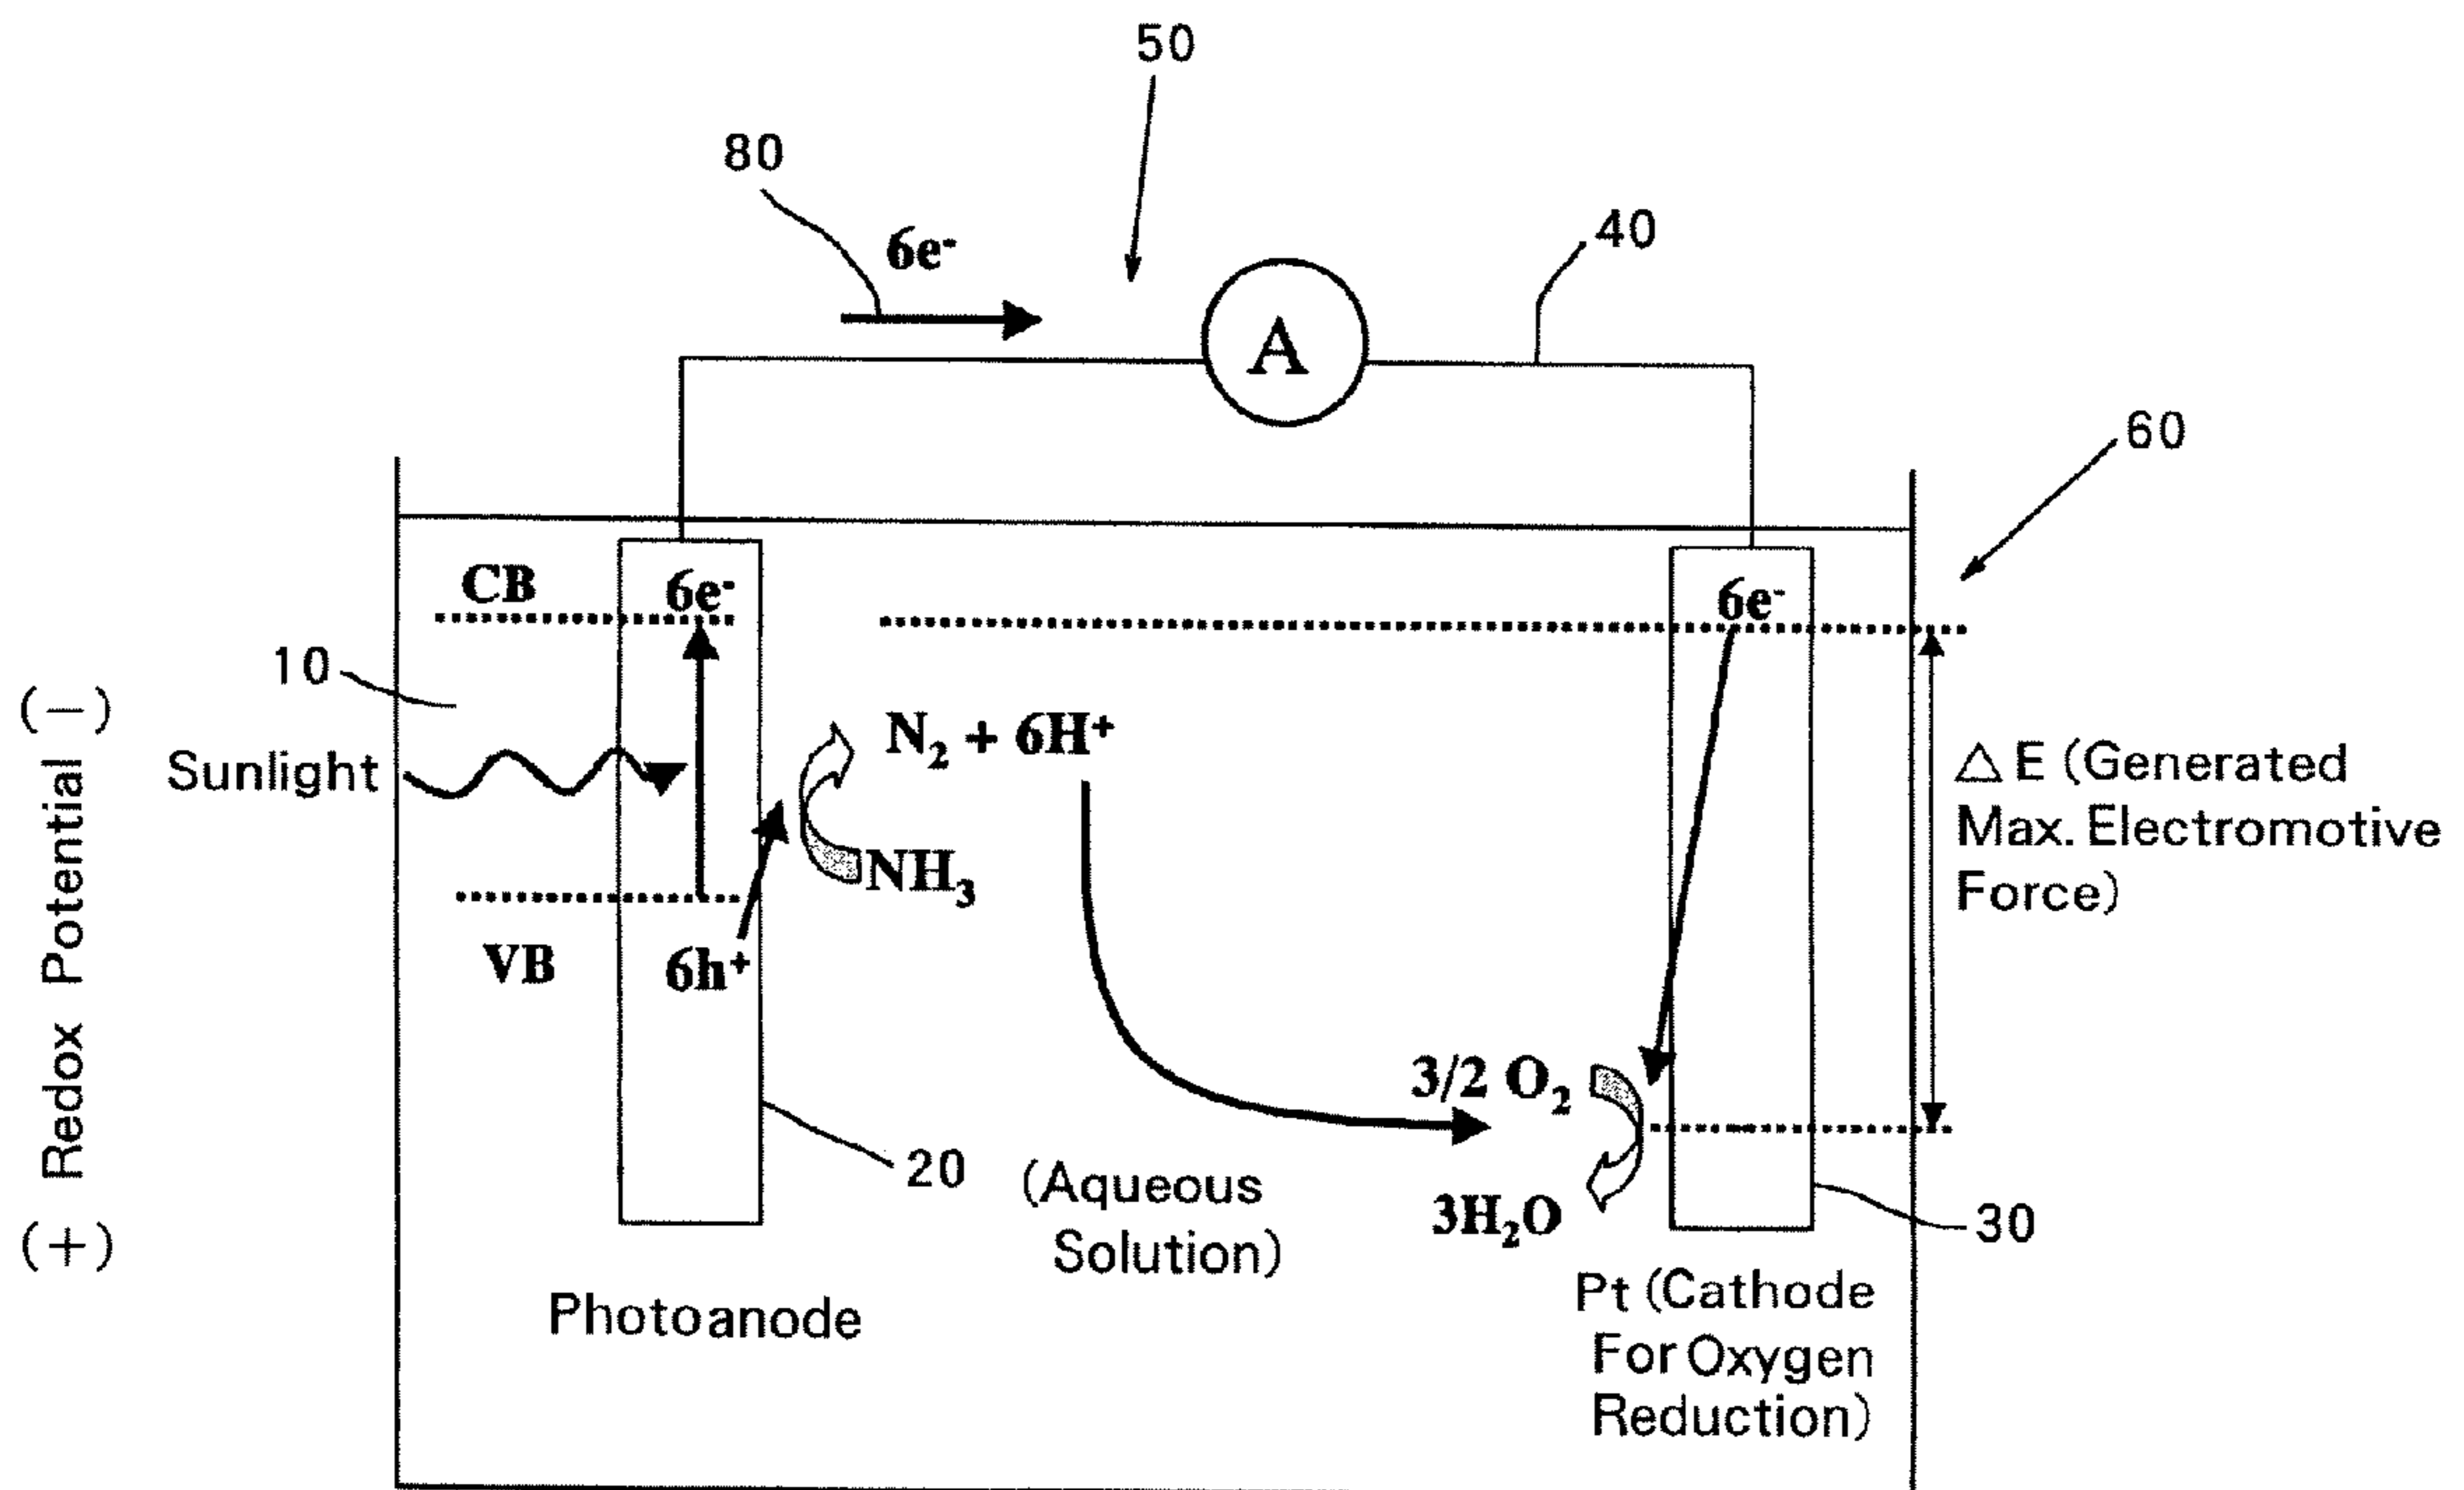 50
80
6e⁻
40
A
60
CB
6e⁻
6e⁻
10
(−) Redox Potential (+)
N₂ + 6H⁺
Sunlight
△E (Generated
Max. Electromotive
Force)
NH₃
VB
6h⁺
3/2 O₂
20
(Aqueous
Solution)
3H₂O
30
Photoanode
Pt (Cathode
For Oxygen
Reduction)